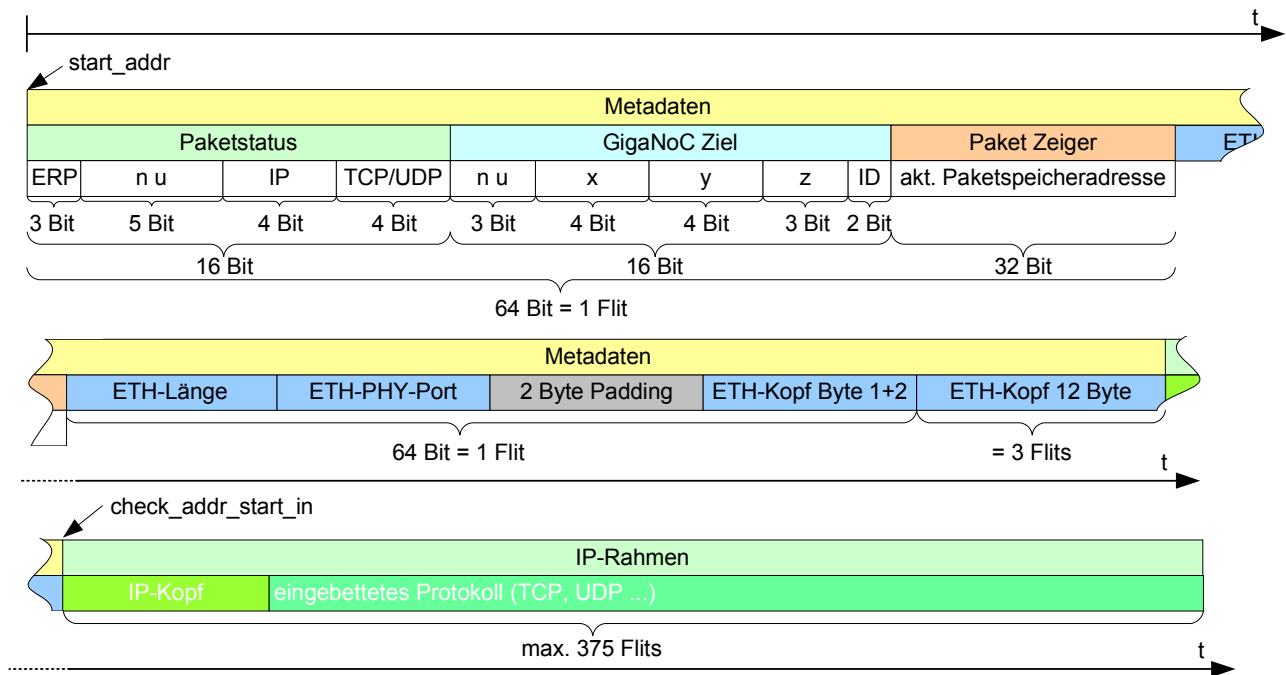 t
start_addr
Metadaten
Paketstatus GigaNoC Ziel Paket Zeiger ETH
ERP n u IP TCP/UDP n u x y z ID akt. Paketspeicheradresse
3 Bit 5 Bit 4 Bit 4 Bit 3 Bit 4 Bit 4 Bit 3 Bit 2 Bit
16 Bit 16 Bit 32 Bit
64 Bit = 1 Flit
Metadaten
ETH-Länge ETH-PHY-Port 2 Byte Padding ETH-Kopf Byte 1+2 ETH-Kopf 12 Byte
64 Bit = 1 Flit = 3 Flits
t
check_addr_start_in
IP-Rahmen
IP-Kopf eingebettetes Protokoll (TCP, UDP ...)
max. 375 Flits
t